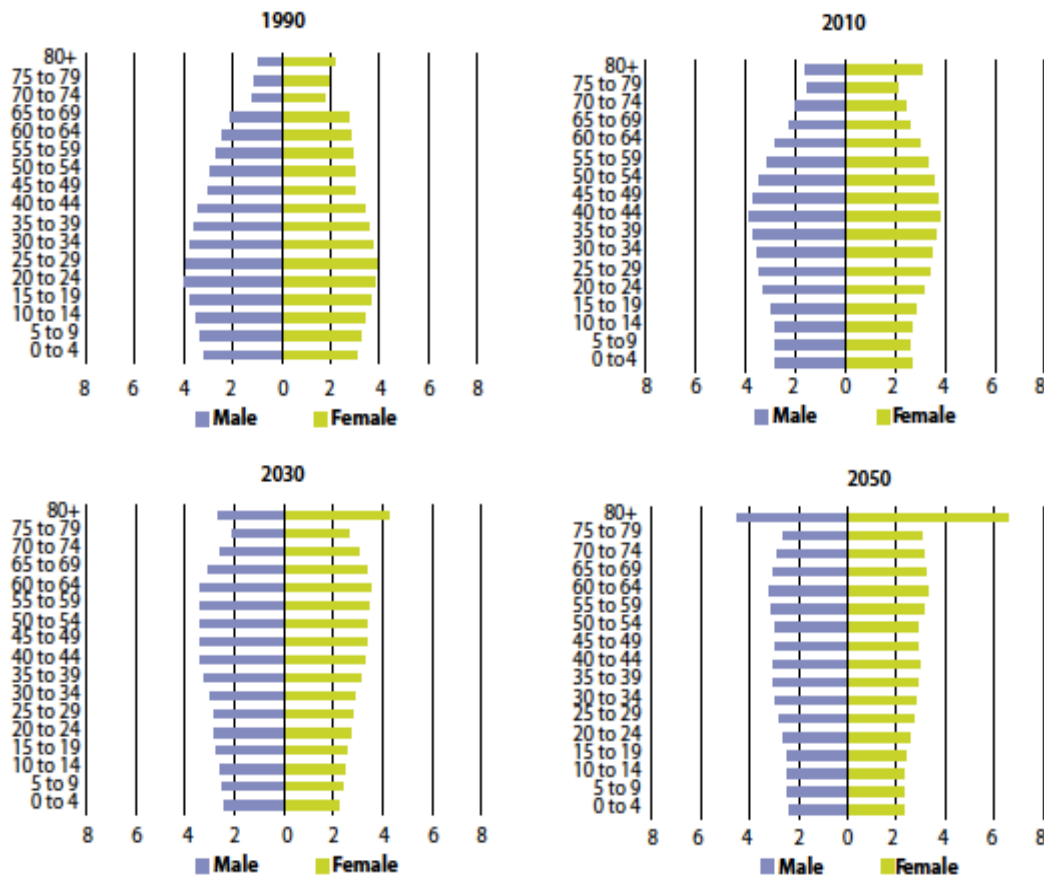 1990
80+
75 to 79
70 to 74
65 to 69
60 to 64
55 to 59
50 to 54
45 to 49
40 to 44
35 to 39
30 to 34
25 to 29
20 to 24
15 to 19
10 to 14
5 to 9
0 to 4
8 6 4 2 0 2 4 6 8
Male Female
2010
80+
75 to 79
70 to 74
65 to 69
60 to 64
55 to 59
50 to 54
45 to 49
40 to 44
35 to 39
30 to 34
25 to 29
20 to 24
15 to 19
10 to 14
5 to9
0 to4
8 6 4 2 0 2 4 6 8
Male Female
2030
80+
75 to 79
70 to 74
65 to 69
60 to 64
55 to 59
50 to 54
45 to 49
40 to 44
35 to 39
30 to 34
25 to 29
20 to 24
15 to 19
10 to 14
5 to 9
0 to 4
8 6 4 2 0 2 4 6 8
Male Female
2050
80+
75 to 79
70 to 74
65 to 69
60 to 64
55 to 59
50 to 54
45 to 49
40 to 44
35 to 39
30 to 34
25 to 29
20 to 24
15 to 19
10 to 14
5 to 9
0 to 4
8 6 4 2 0 2 4 6 8
Male Female